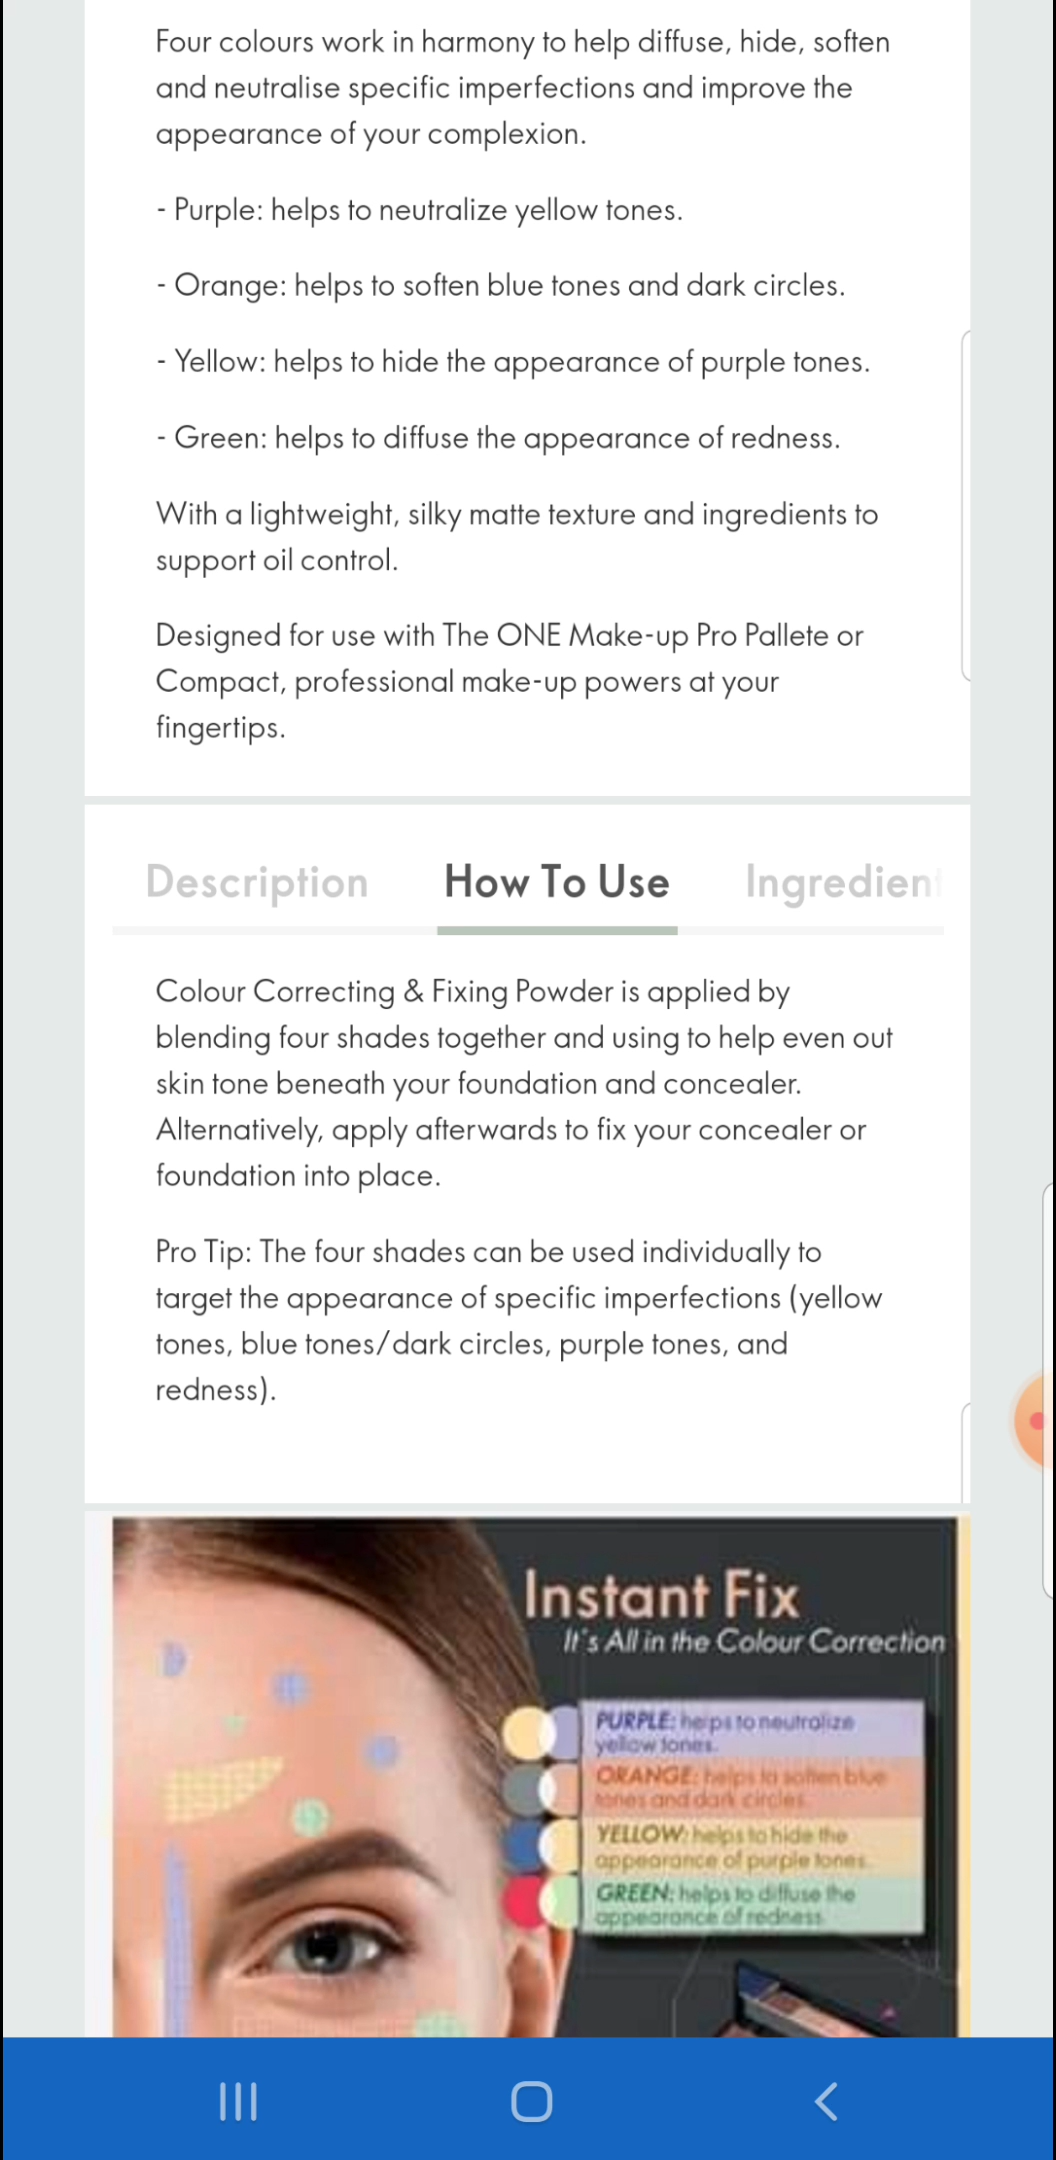 Four colours work in harmony to help diffuse, hide, soften
and neutralise specific imperfections and improve the
appearance of your complexion.
- Purple: helps to neutralize yellow tones.
- Orange: helps to soften blue tones and dark circles.
- Yellow: helps to hide the appearance of purple tones.
- Green: helps to diffuse the appearance of redness.
With a lightweight, silky matte texture and ingredients to
support oil control.
Designed for use with The ONE Make-up Pro Pallete or
Compact, professional make-up powers at your
fingertips.
Description How To Use Ingredient
Colour Correcting & Fixing Powder is applied by
blending four shades together and using to help even out
skin tone beneath your foundation and concealer.
Alternatively, apply afterwards to fix your concealer or
foundation into place.
Pro Tip: The four shades can be used individually to
target the appearance of specific imperfections (yellow
tones, blue tones/dark circles, purple tones, and
redness).
Instant Fix
It's All in the Colour Correction
PURPLE: helps to neutralize
yellow tones.
ORANGE: helps to soften blue
tones and dark circles.
YELLOW: helps to hide the
appearance of purple tones.
GREEN: helps to diffuse the
appearance of redness.